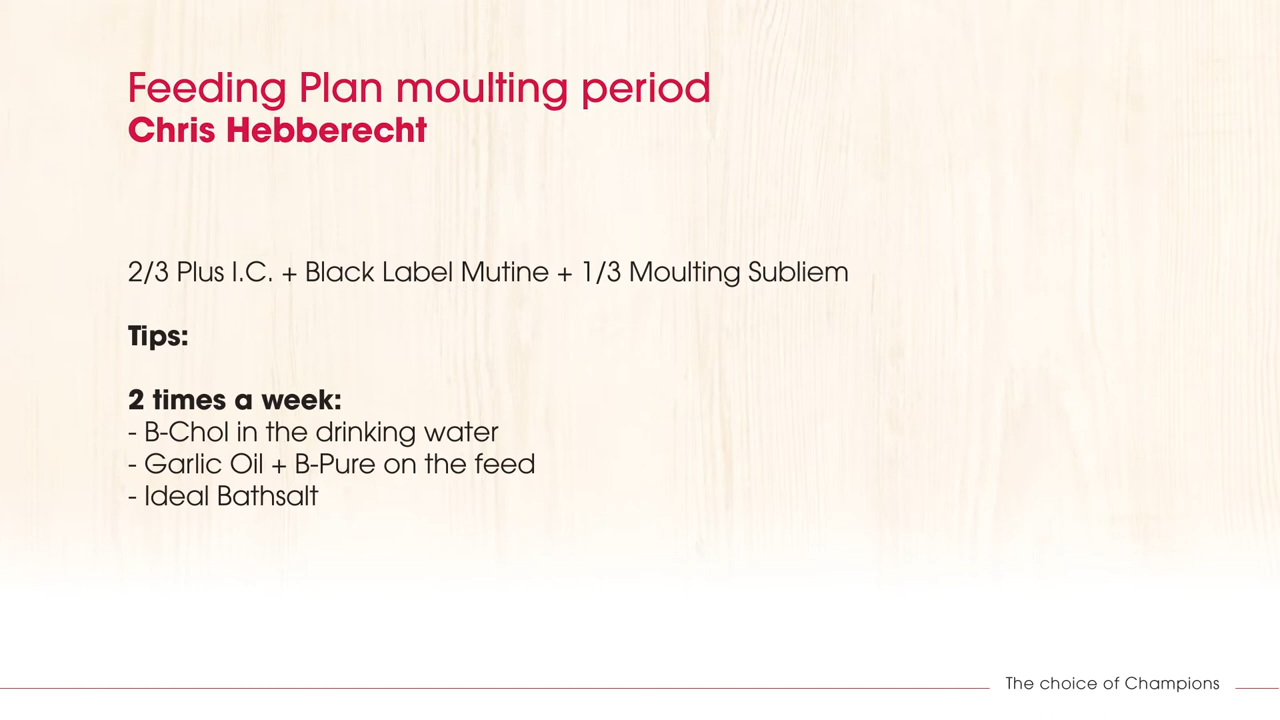 Feeding Plan moulting period
Chris Hebberecht
2/3 Plus I.C. + Black Label Mutine + 1/3 Moulting Subliem
Tips:
2 times a week:
- B-Chol in the drinking water
- Garlic Oil + B-Pure on the feed
- Ideal Bathsalt
The choice of Champions